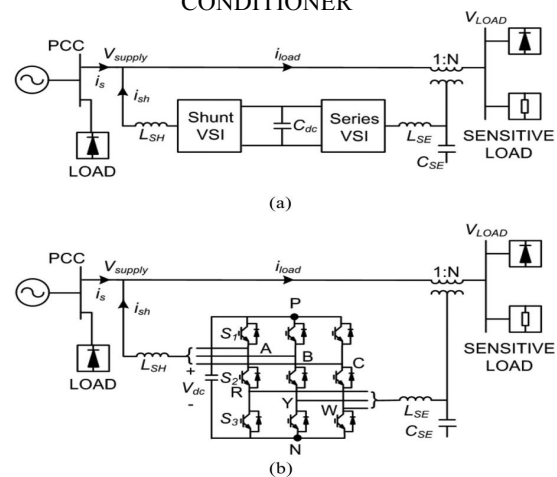 CONDITIONER
PCC
V_supply
i_s
i_sh
i_load
1:N
V_LOAD
L_SH
Shunt
VSI
C_dc
Series
VSI
L_SE
C_SE
LOAD
SENSITIVE
LOAD
(a)
PCC
V_supply
i_s
i_sh
i_load
1:N
V_LOAD
P
S_1
A
B
C
L_SH
+
V_dc
-
S_2
R
Y
W
S_3
N
L_SE
C_SE
LOAD
SENSITIVE
LOAD
(b)